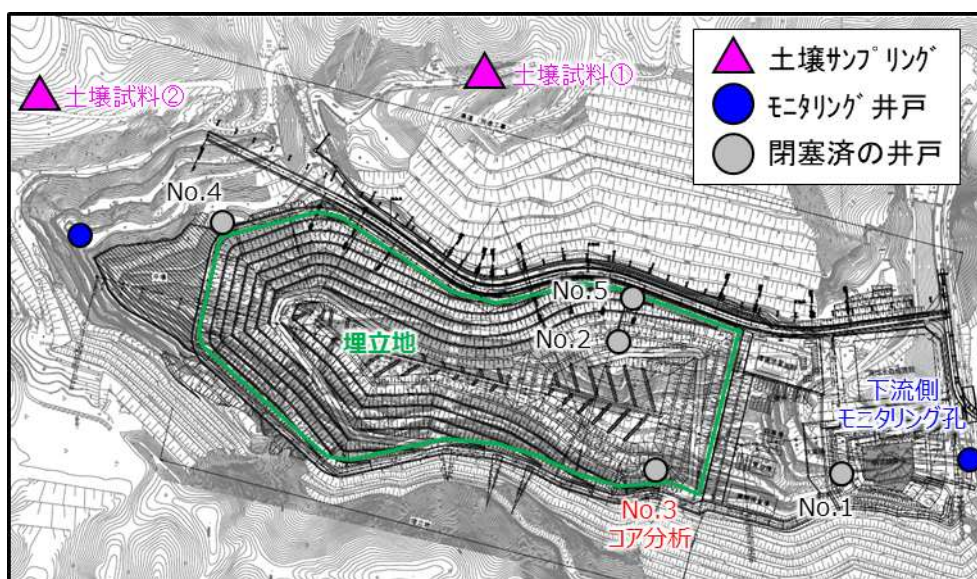 土壌ｻﾝﾌﾟﾘﾝｸﾞ
ﾓﾆﾀﾘﾝｸﾞ井戸
閉塞済の井戸
土壌試料①
土壌試料②
No.4
No.5
No.2
埋立地
下流側
モニタリング孔
No.3
コア分析
No.1